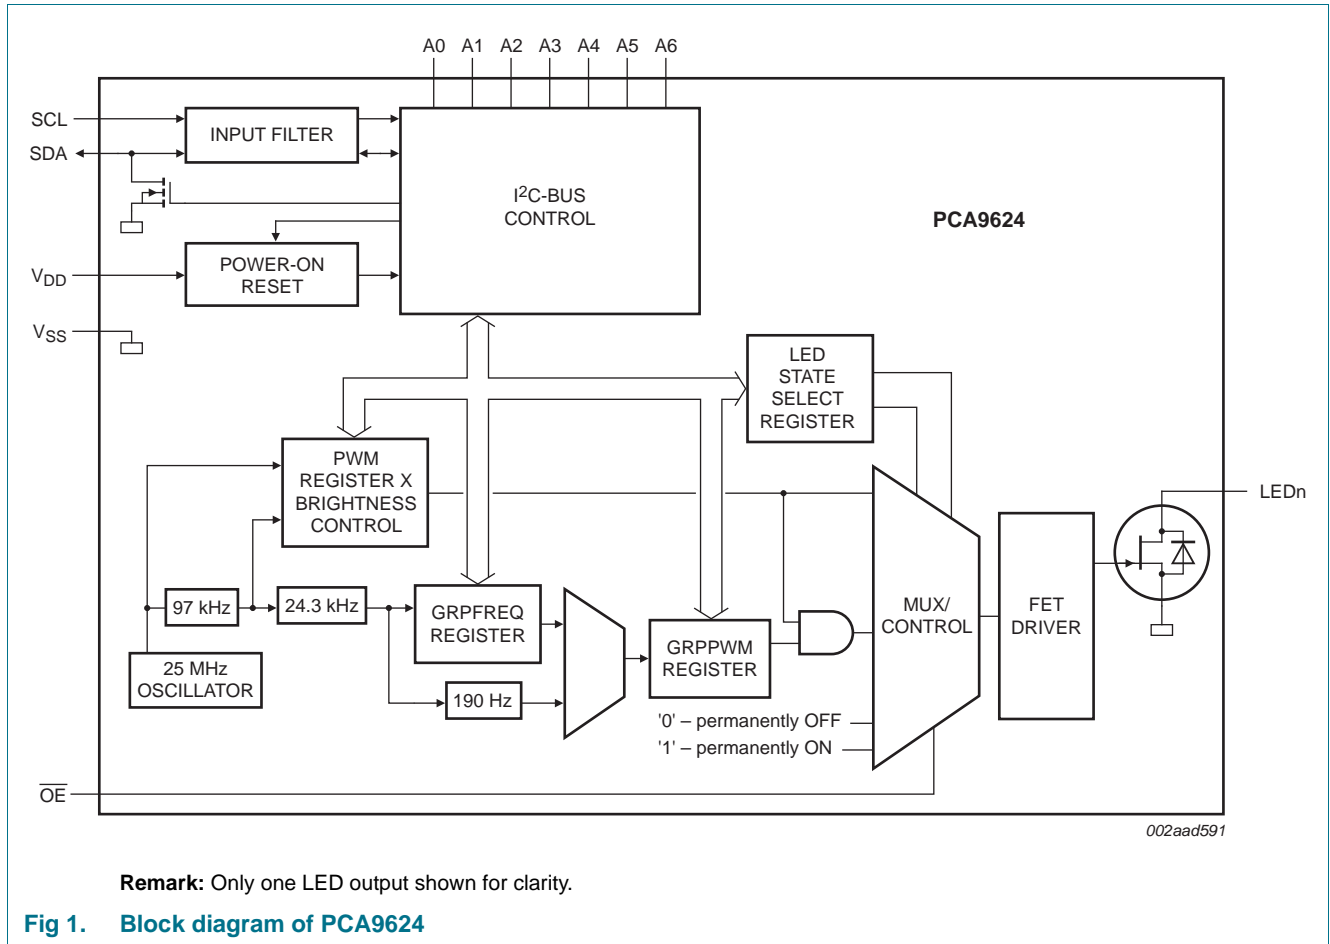 A0 A1 A2 A3 A4 A5 A6
SCL
SDA
INPUT FILTER
I2C-BUS
CONTROL
PCA9624
VDD
POWER-ON
RESET
VSS
LED
STATE
SELECT
REGISTER
PWM
REGISTER X
BRIGHTNESS
CONTROL
LEDn
97 kHz
24.3 kHz
GRPFREQ
REGISTER
GRPPWM
REGISTER
MUX/
CONTROL
FET
DRIVER
25 MHz
OSCILLATOR
190 Hz
'0' – permanently OFF
'1' – permanently ON
OE
002aad591
Remark: Only one LED output shown for clarity.
Fig 1. Block diagram of PCA9624